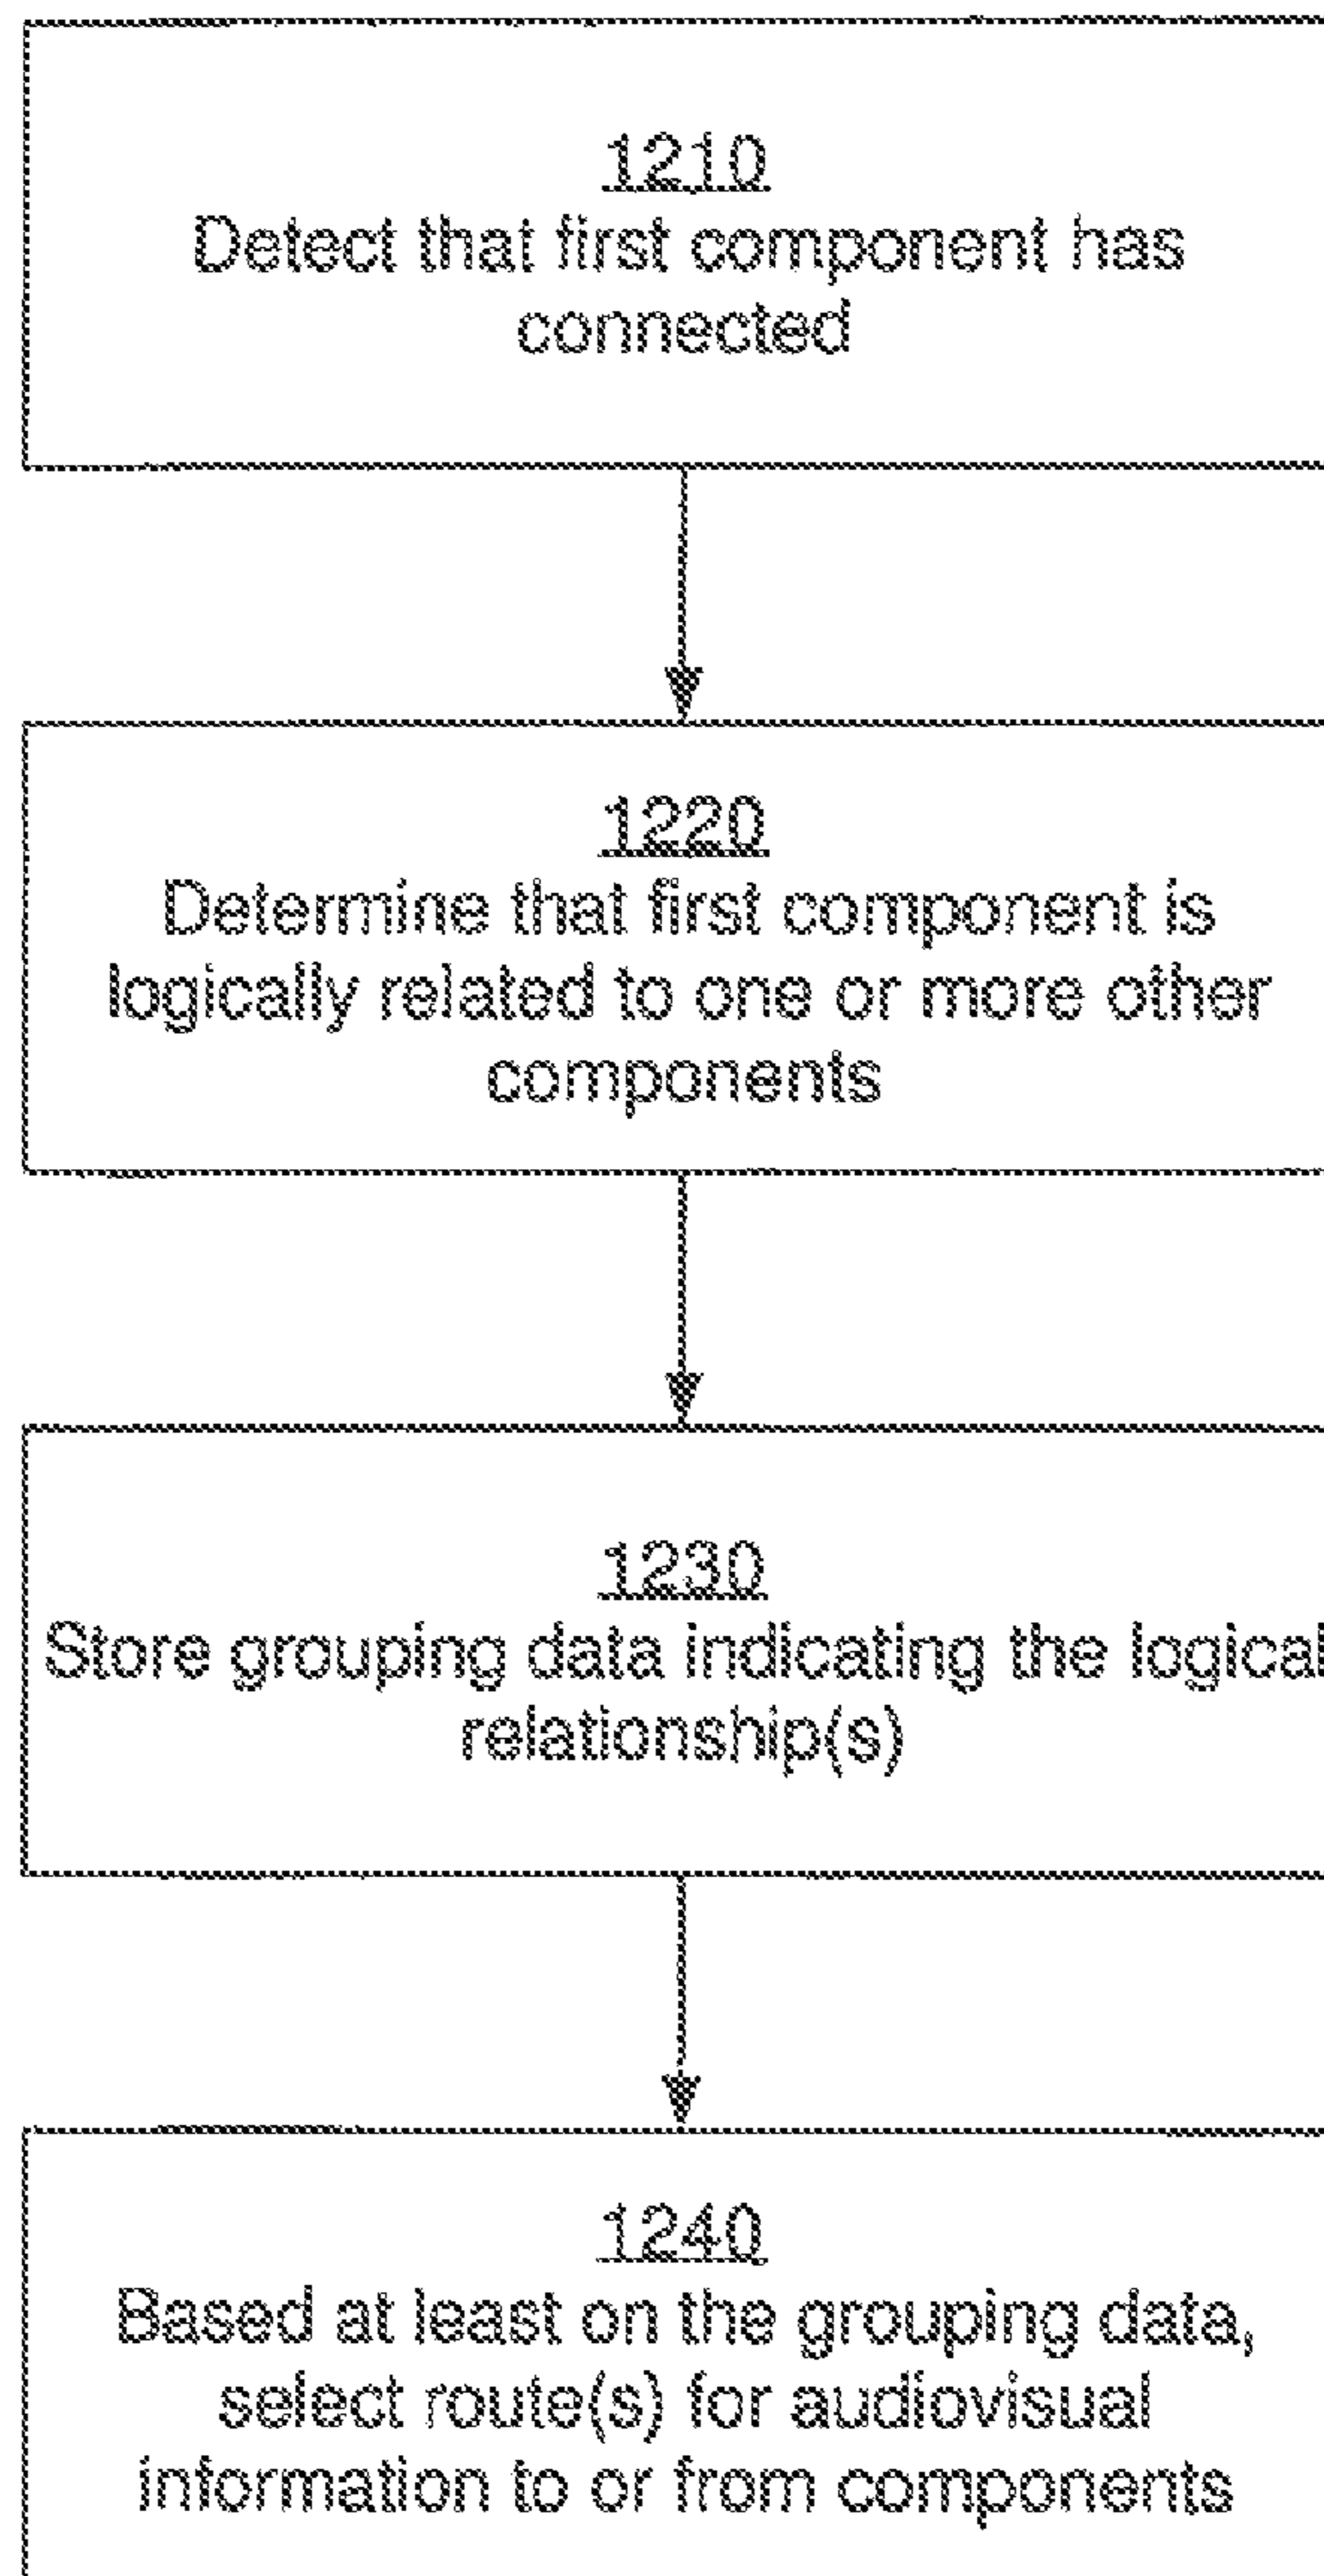 1210
Detect that first component has
connected
1220
Determine that first component is
logically related to one or more other
components
1230
Store grouping data indicating the logical
relationship(s)
1240
Based at least on the grouping data,
select route(s) for audiovisual
information to or from components